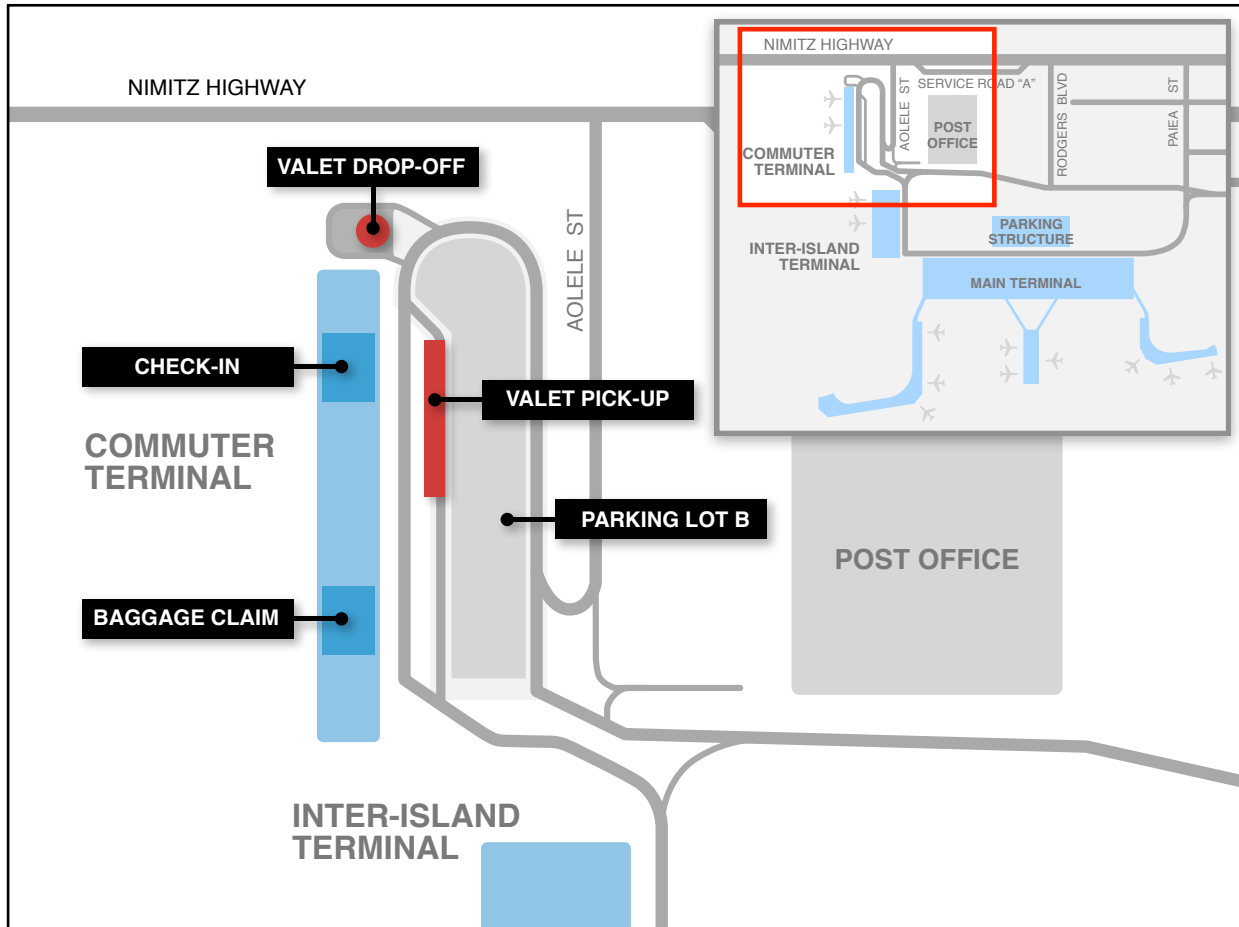 NIMITZ HIGHWAY
VALET DROP-OFF
CHECK-IN
COMMUTER
TERMINAL
VALET PICK-UP
PARKING LOT B
BAGGAGE CLAIM
AOLELE ST
INTER-ISLAND
TERMINAL
POST OFFICE
NIMITZ HIGHWAY
SERVICE ROAD “A”
AOLELE ST
POST
OFFICE
RODGERS BLVD
PAIEA ST
COMMUTER
TERMINAL
INTER-ISLAND
TERMINAL
PARKING
STRUCTURE
MAIN TERMINAL